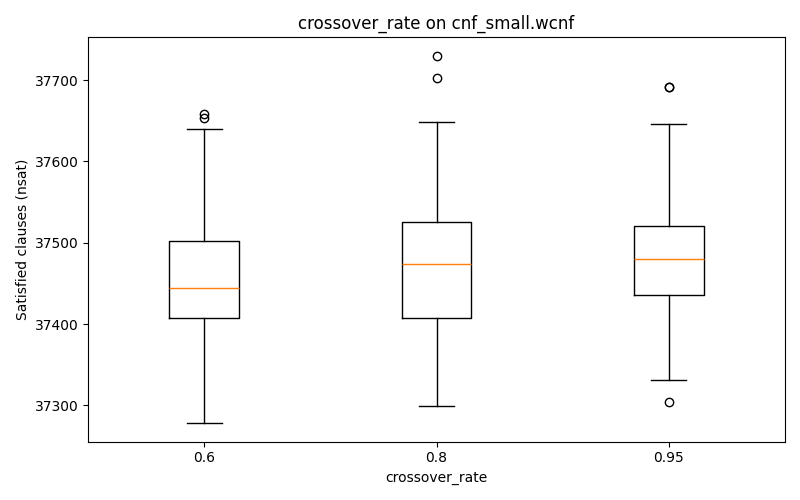 crossover_rate on cnf_small.wcnf
Satisfied clauses (nsat)
37700
37600
37500
37400
37300
0.6
0.8
0.95
crossover_rate